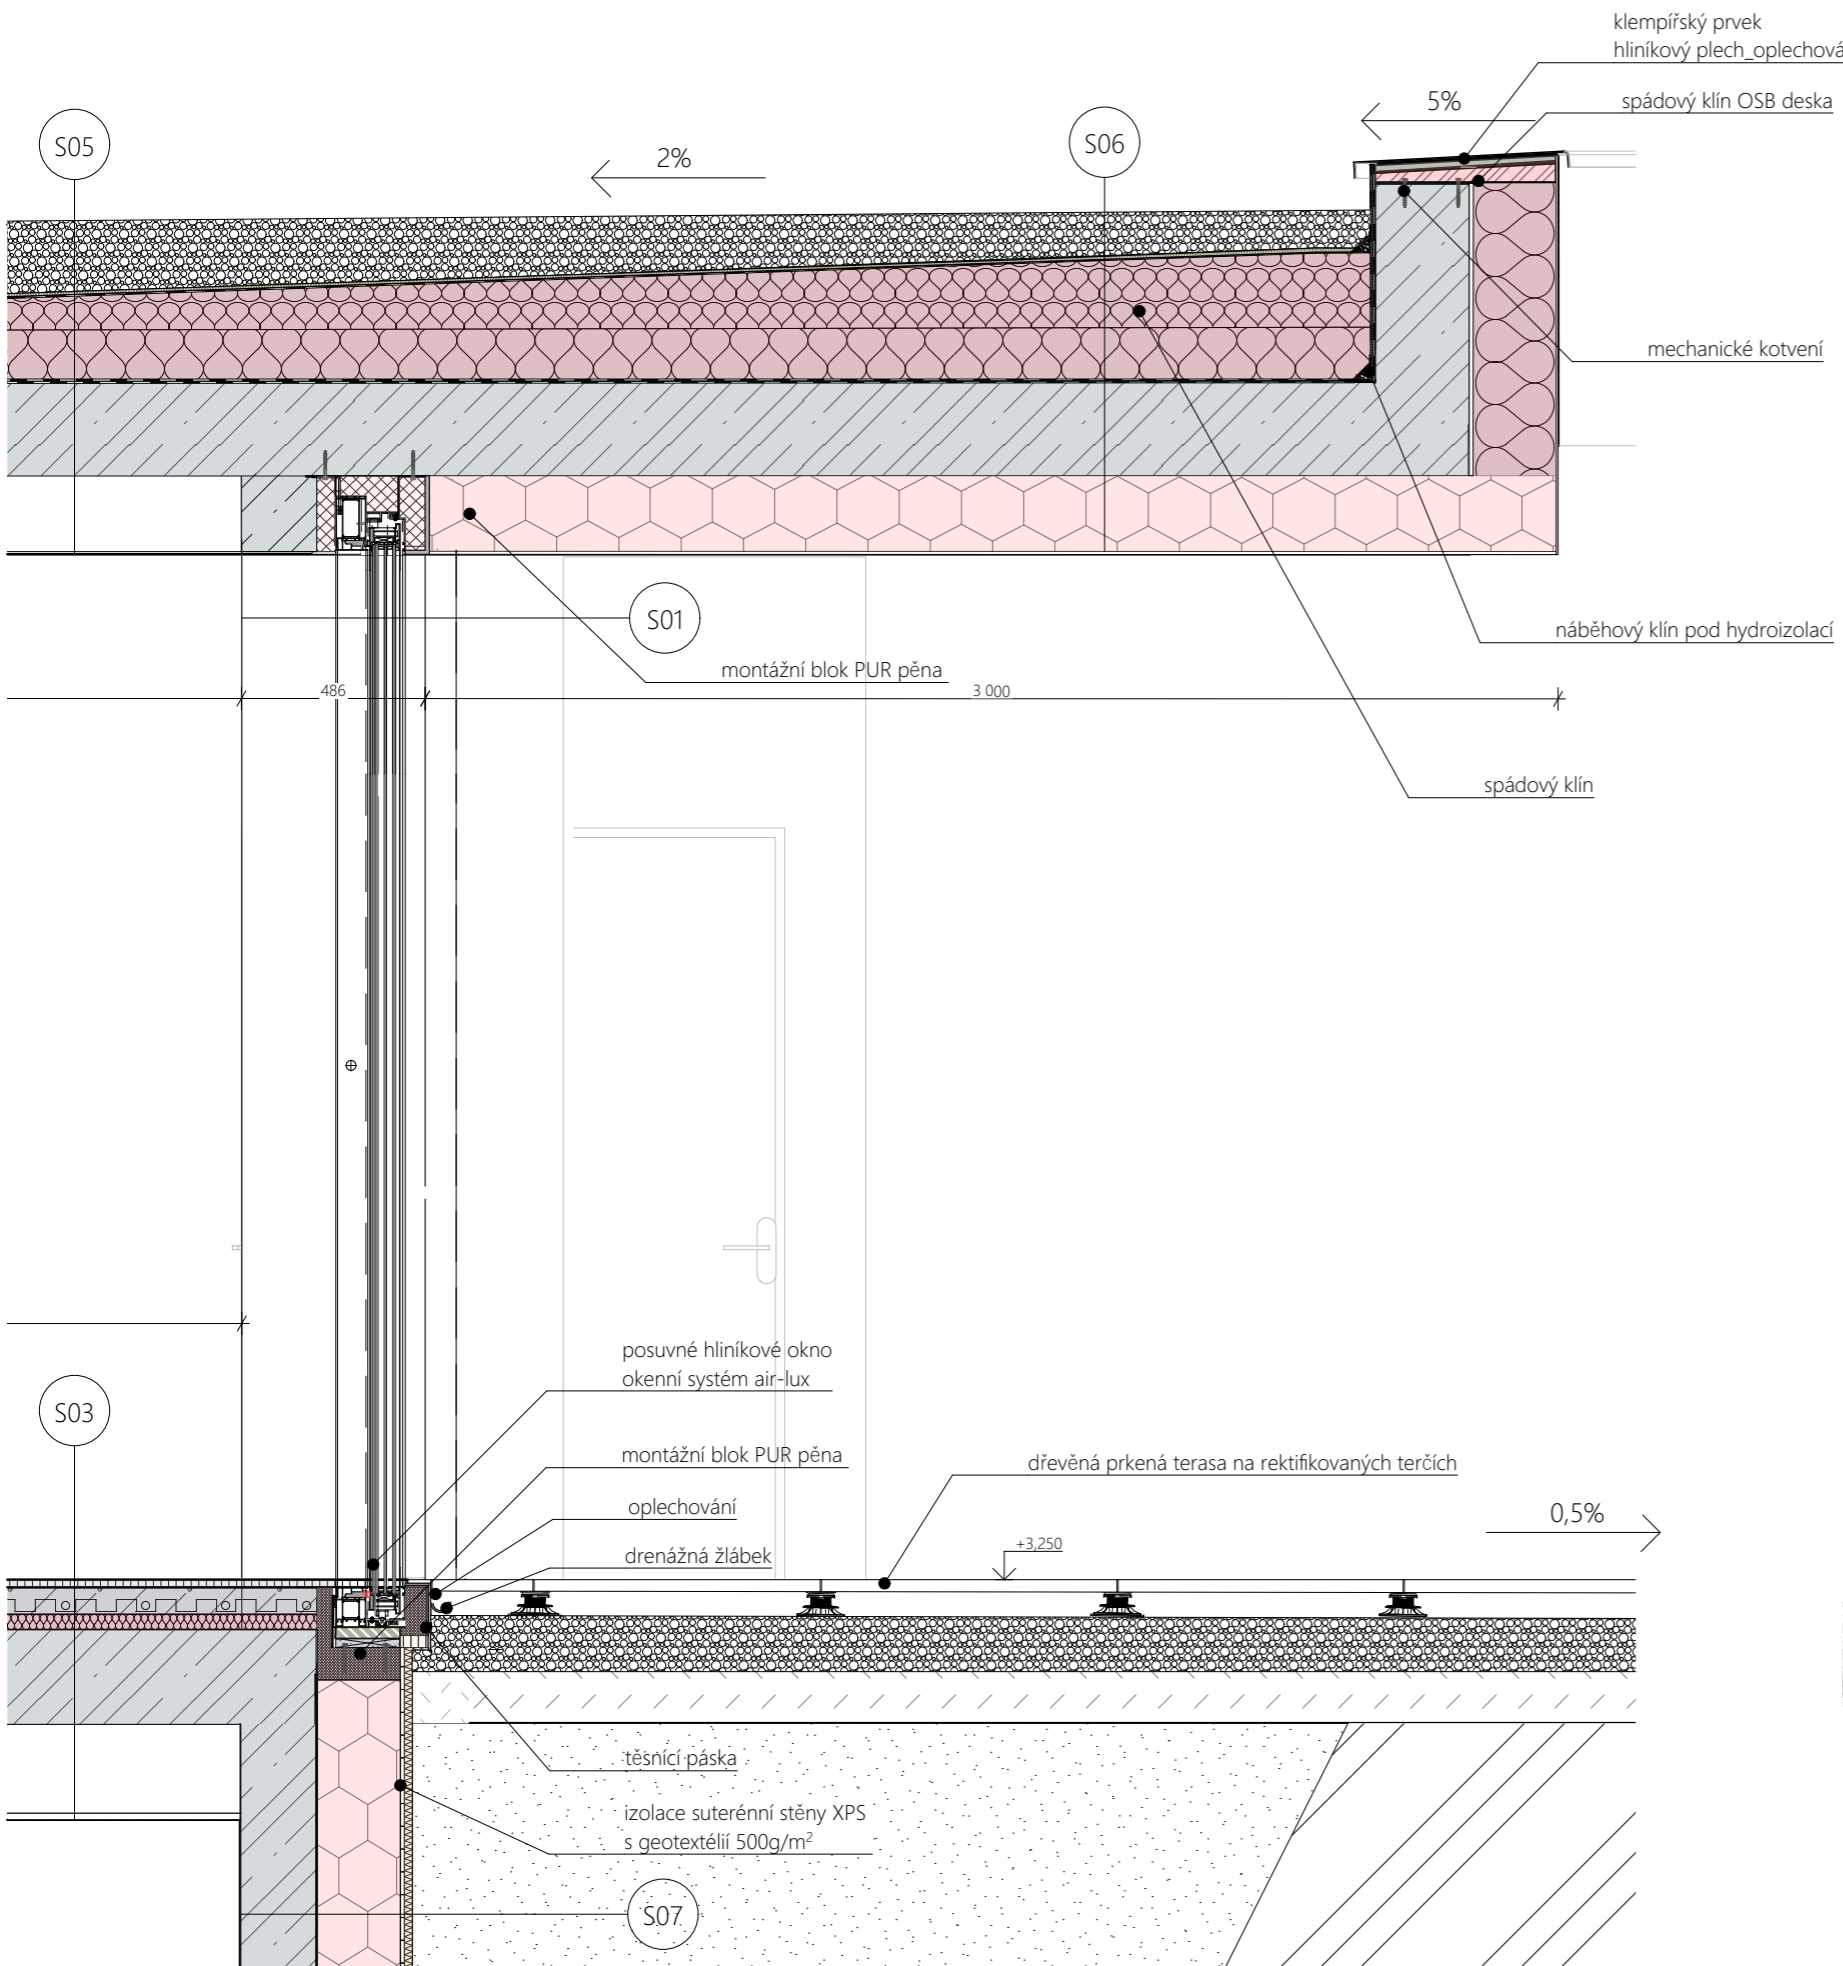 klempířský prvek
hliníkový plech_oplechová
spádový klín OSB deska
5%
S05
2%
S06
mechanické kotvení
S01
náběhový klín pod hydroizolací
montážní blok PUR pěna
486
3 000
spádový klín
posuvné hliníkové okno
okenní systém air-lux
S03
montážní blok PUR pěna
dřevěná prkená terasa na rektifikovaných terčích
oplechování
0,5%
+3,250
drenážná žlábek
těsnící páska
izolace suterénní stěny XPS
s geotextélií 500g/m²
S07